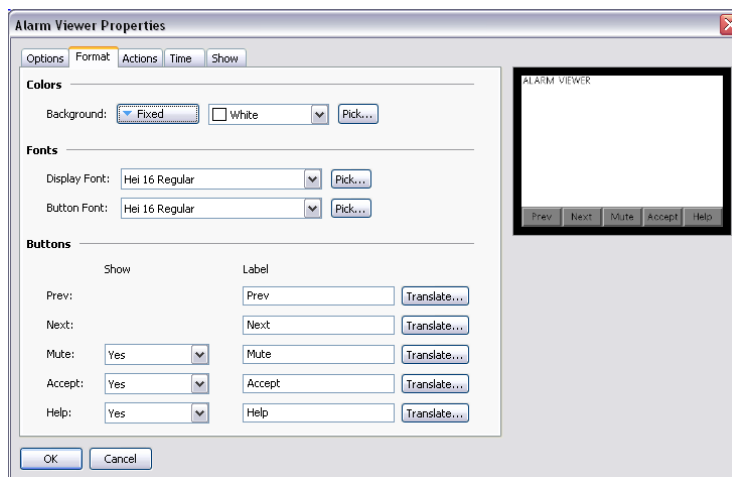 Alarm Viewer Properties
Options Format Actions Time Show
Colors
Background: Fixed White Pick...
Fonts
Display Font: Hei 16 Regular Pick...
Button Font: Hei 16 Regular Pick...
Buttons
Show Label
Prev: Prev Translate...
Next: Next Translate...
Mute: Yes Mute Translate...
Accept: Yes Accept Translate...
Help: Yes Help Translate...
OK Cancel
ALARM VIEWER
Prev Next Mute Accept Help